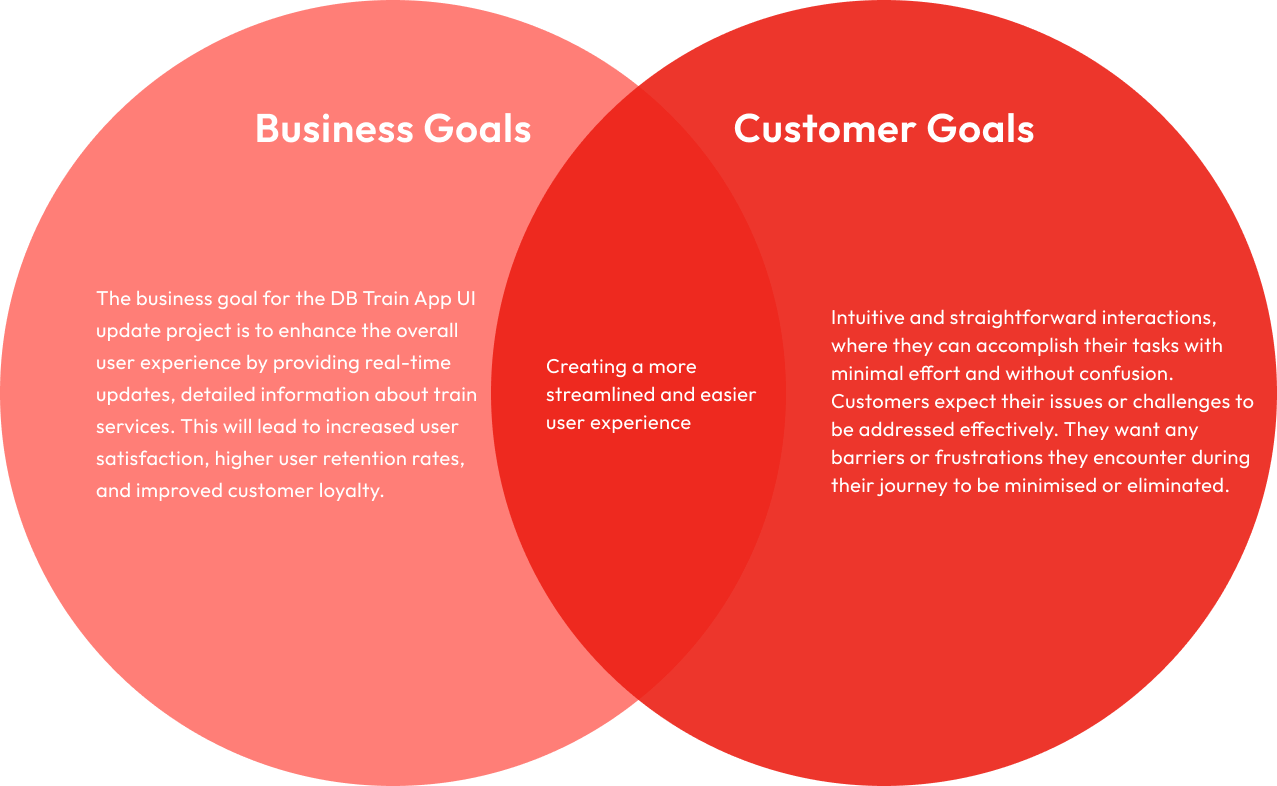 Business Goals
Customer Goals
The business goal for the DB Train App UI
update project is to enhance the overall
user experience by providing real-time
updates, detailed information about train
services. This will lead to increased user
satisfaction, higher user retention rates,
and improved customer loyalty.
Creating a more
streamlined and easier
user experience
Intuitive and straightforward interactions,
where they can accomplish their tasks with
minimal effort and without confusion.
Customers expect their issues or challenges to
be addressed effectively. They want any
barriers or frustrations they encounter during
their journey to be minimised or eliminated.